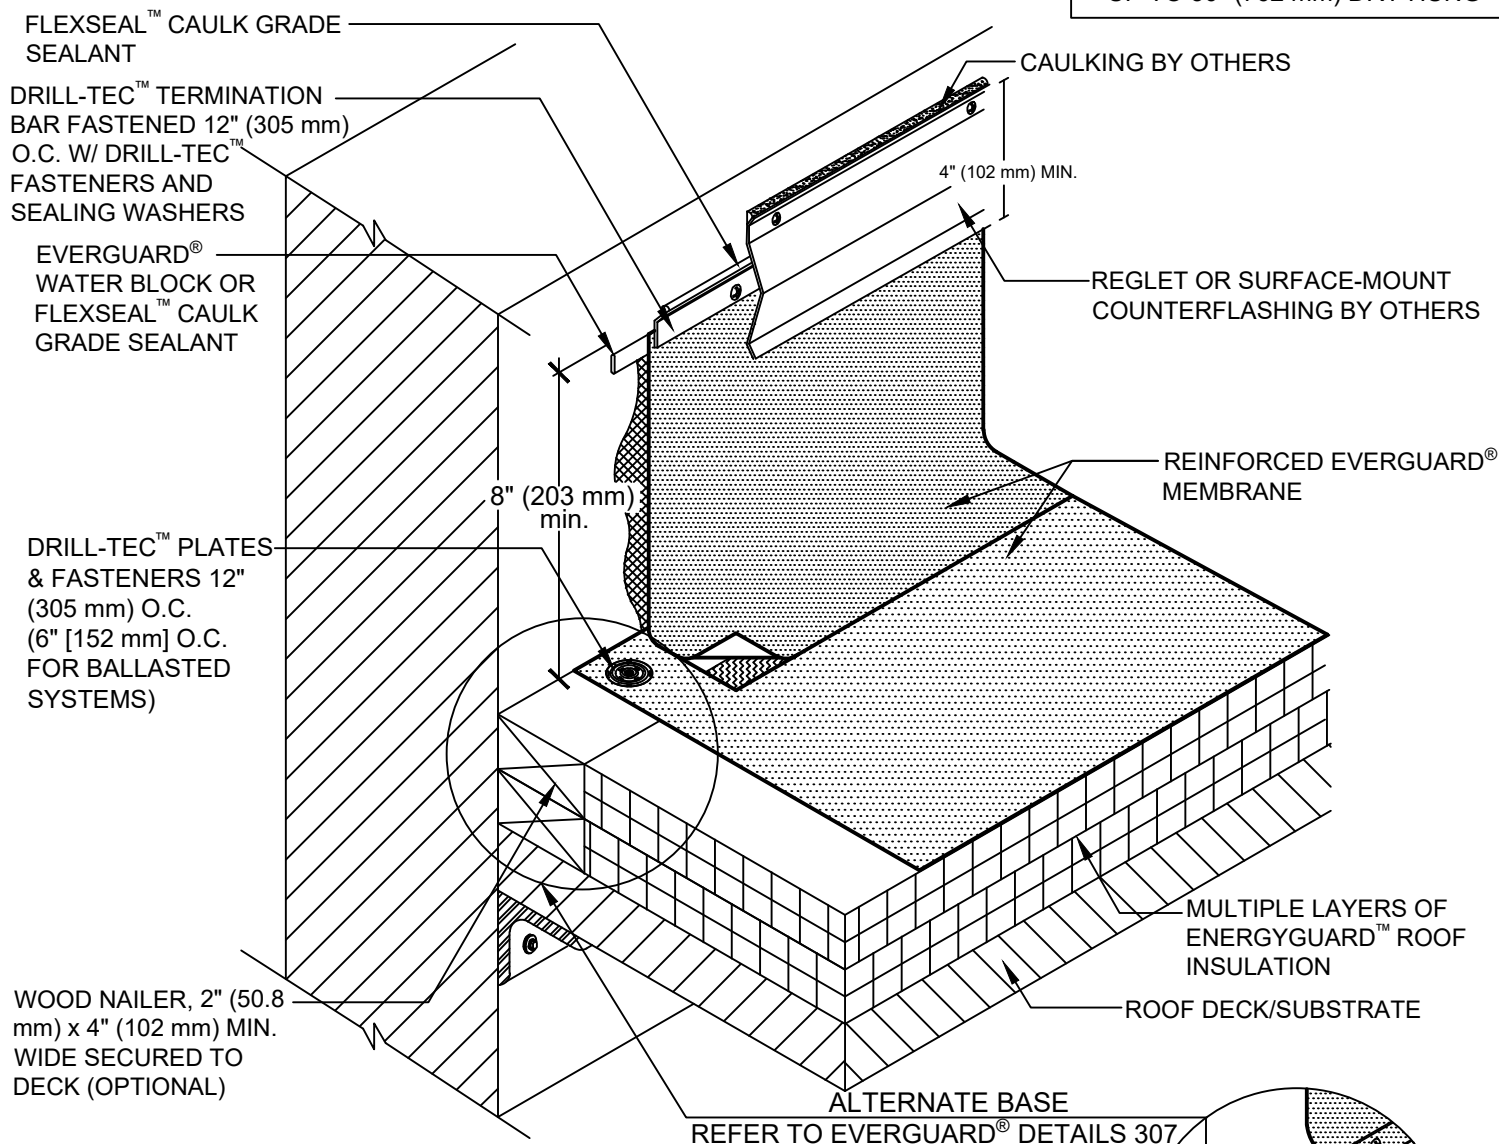 FLEXSEAL™ CAULK GRADE
SEALANT
DRILL-TEC™ TERMINATION
BAR FASTENED 12" (305 mm)
O.C. W/ DRILL-TEC™
FASTENERS AND
SEALING WASHERS
EVERGUARD®
WATER BLOCK OR
FLEXSEAL™ CAULK
GRADE SEALANT
CAULKING BY OTHERS
4" (102 mm) MIN.
REGLET OR SURFACE-MOUNT
COUNTERFLASHING BY OTHERS
8" (203 mm)
min.
REINFORCED EVERGUARD®
MEMBRANE
DRILL-TEC™ PLATES
& FASTENERS 12"
(305 mm) O.C.
(6" [152 mm] O.C.
FOR BALLASTED
SYSTEMS)
MULTIPLE LAYERS OF
ENERGYGUARD™ ROOF
INSULATION
ROOF DECK/SUBSTRATE
WOOD NAILER, 2" (50.8
mm) x 4" (102 mm) MIN.
WIDE SECURED TO
DECK (OPTIONAL)
ALTERNATE BASE
REFER TO EVERGUARD® DETAILS 307